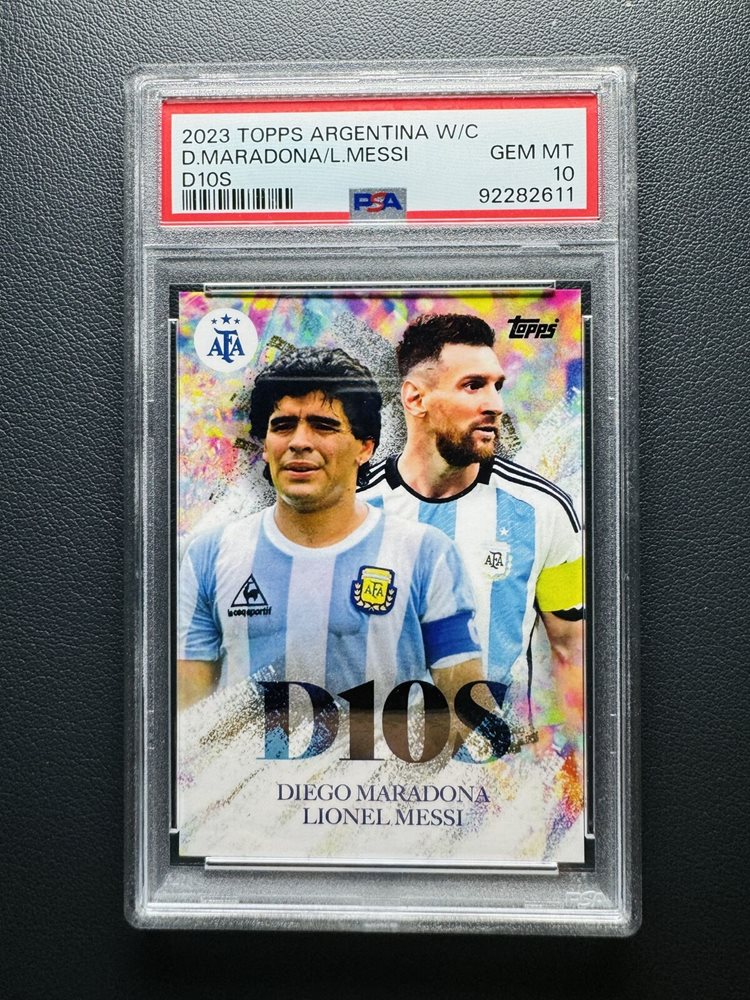 2023 TOPPS ARGENTINA W/C
D.MARADONA/L.MESSI GEM MT
D10S 10
PSA 92282611
AFA
Topps
AFA
le coq sportif
AFA
D10S
DIEGO MARADONA
LIONEL MESSI
PSA